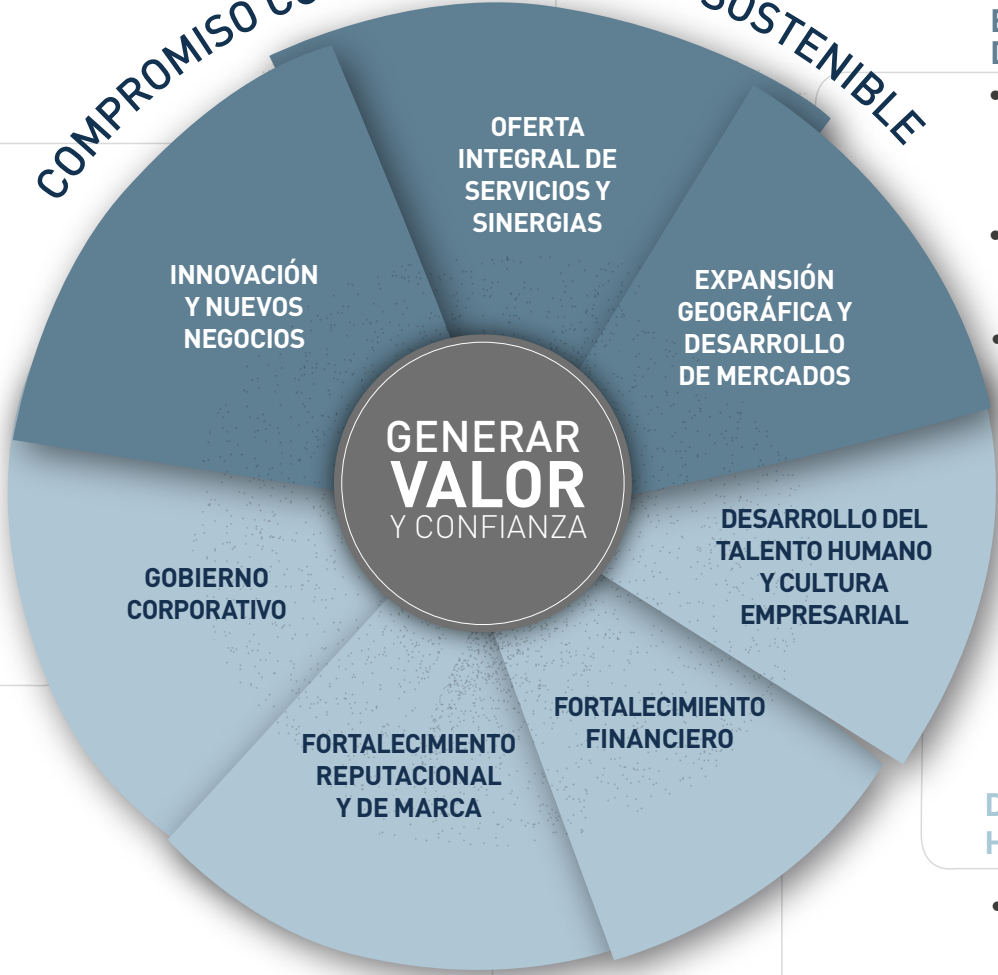 COMPROMISO
SOSTENIBLE
OFERTA
INTEGRAL DE
SERVICIOS Y
SINERGIAS
INNOVACIÓN
Y NUEVOS
NEGOCIOS
EXPANSIÓN
GEOGRÁFICA Y
DESARROLLO
DE MERCADOS
GENERAR
VALOR
Y CONFIANZA
DESARROLLO DEL
TALENTO HUMANO
Y CULTURA
EMPRESARIAL
GOBIERNO
CORPORATIVO
FORTALECIMIENTO
FINANCIERO
FORTALECIMIENTO
REPUTACIONAL
Y DE MARCA